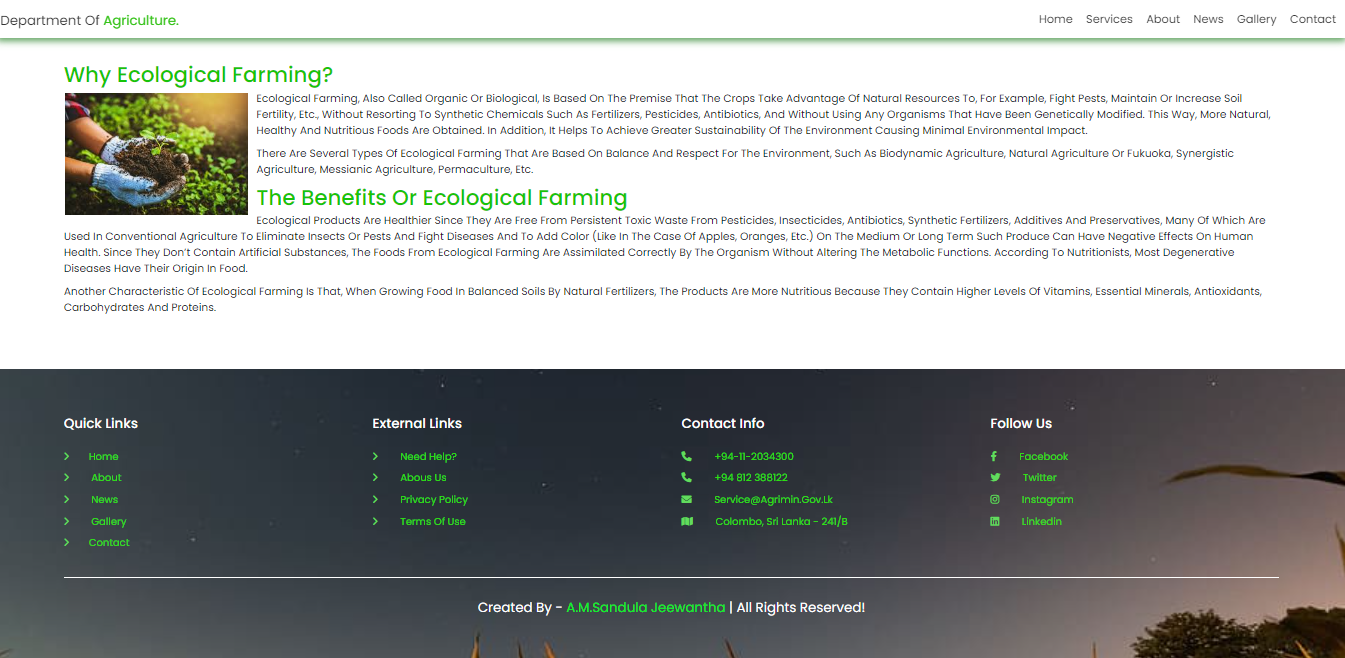 Department Of Agriculture.
Home Services About News Gallery Contact
Why Ecological Farming?
Ecological Farming, Also Called Organic Or Biological, Is Based On The Premise That The Crops Take Advantage Of Natural Resources To, For Example, Fight Pests, Maintain Or Increase Soil
Fertility, Etc., Without Resorting To Synthetic Chemicals Such As Fertilizers, Pesticides, Antibiotics, And Without Using Any Organisms That Have Been Genetically Modified. This Way, More Natural,
Healthy And Nutritious Foods Are Obtained. In Addition, It Helps To Achieve Greater Sustainability Of The Environment Causing Minimal Environmental Impact.
There Are Several Types Of Ecological Farming That Are Based On Balance And Respect For The Environment, Such As Biodynamic Agriculture, Natural Agriculture Or Fukuoka, Synergistic
Agriculture, Messianic Agriculture, Permaculture, Etc.
The Benefits Or Ecological Farming
Ecological Products Are Healthier Since They Are Free From Persistent Toxic Waste From Pesticides, Insecticides, Antibiotics, Synthetic Fertilizers, Additives And Preservatives, Many Of Which Are
Used In Conventional Agriculture To Eliminate Insects Or Pests And Fight Diseases And To Add Color (Like In The Case Of Apples, Oranges, Etc.) On The Medium Or Long Term Such Produce Can Have Negative Effects On Human
Health. Since They Don't Contain Artificial Substances, The Foods From Ecological Farming Are Assimilated Correctly By The Organism Without Altering The Metabolic Functions. According To Nutritionists, Most Degenerative
Diseases Have Their Origin In Food.
Another Characteristic Of Ecological Farming Is That, When Growing Food In Balanced Soils By Natural Fertilizers, The Products Are More Nutritious Because They Contain Higher Levels Of Vitamins, Essential Minerals, Antioxidants,
Carbohydrates And Proteins.
Quick Links
Home
About
News
Gallery
Contact
External Links
Need Help?
Abous Us
Privacy Policy
Terms Of Use
Contact Info
+94-11-2034300
+94 812 388122
Service@Agrimin.Gov.Lk
Colombo, Sri Lanka - 241/B
Follow Us
Facebook
Twitter
Instagram
Linkedin
Created By - A.M.Sandula Jeewantha | All Rights Reserved!